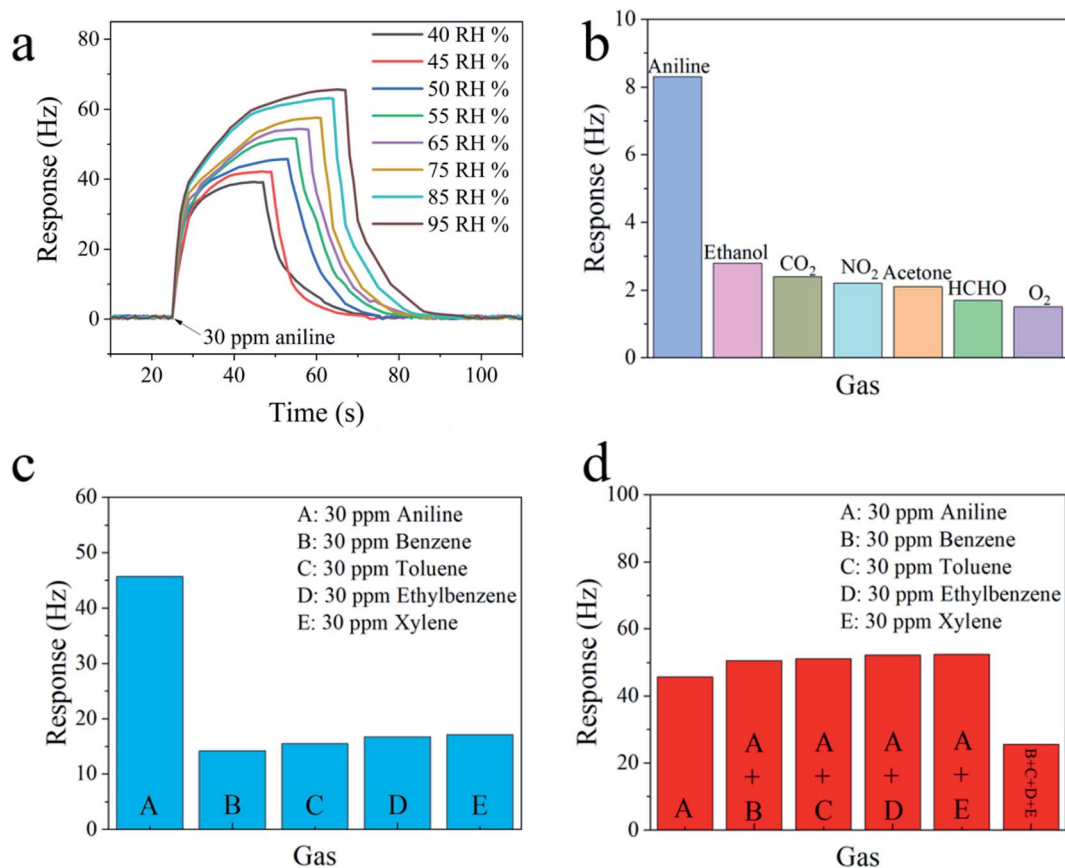 a
80
60
40
20
0
Response (Hz)
40 RH %
45 RH %
50 RH %
55 RH %
65 RH %
75 RH %
85 RH %
95 RH %
30 ppm aniline
20 40 60 80 100
Time (s)
b
10
8
6
4
2
0
Response (Hz)
Aniline
Ethanol
CO₂
NO₂
Acetone
HCHO
O₂
Gas
c
60
50
40
30
20
10
0
Response (Hz)
A: 30 ppm Aniline
B: 30 ppm Benzene
C: 30 ppm Toluene
D: 30 ppm Ethylbenzene
E: 30 ppm Xylene
A B C D E
Gas
d
100
80
60
40
20
0
Response (Hz)
A: 30 ppm Aniline
B: 30 ppm Benzene
C: 30 ppm Toluene
D: 30 ppm Ethylbenzene
E: 30 ppm Xylene
A
A
+
B
A
+
C
A
+
D
A
+
E
B+C+D+E
Gas